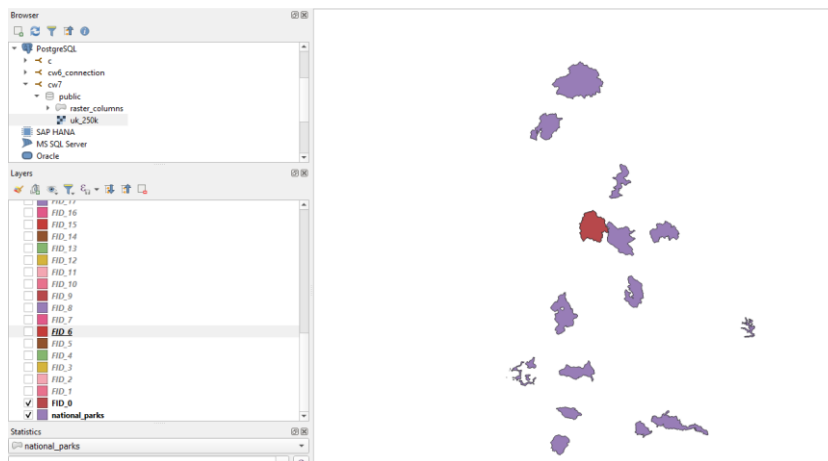 Browser
PostgreSQL
c
cw6_connection
cw7
public
raster_columns
uk_250k
SAP HANA
MS SQL Server
Oracle
Layers
FID_17
FID_16
FID_15
FID_14
FID_13
FID_12
FID_11
FID_10
FID_9
FID_8
FID_7
FID_6
FID_5
FID_4
FID_3
FID_2
FID_1
FID_0
national_parks
Statistics
national_parks